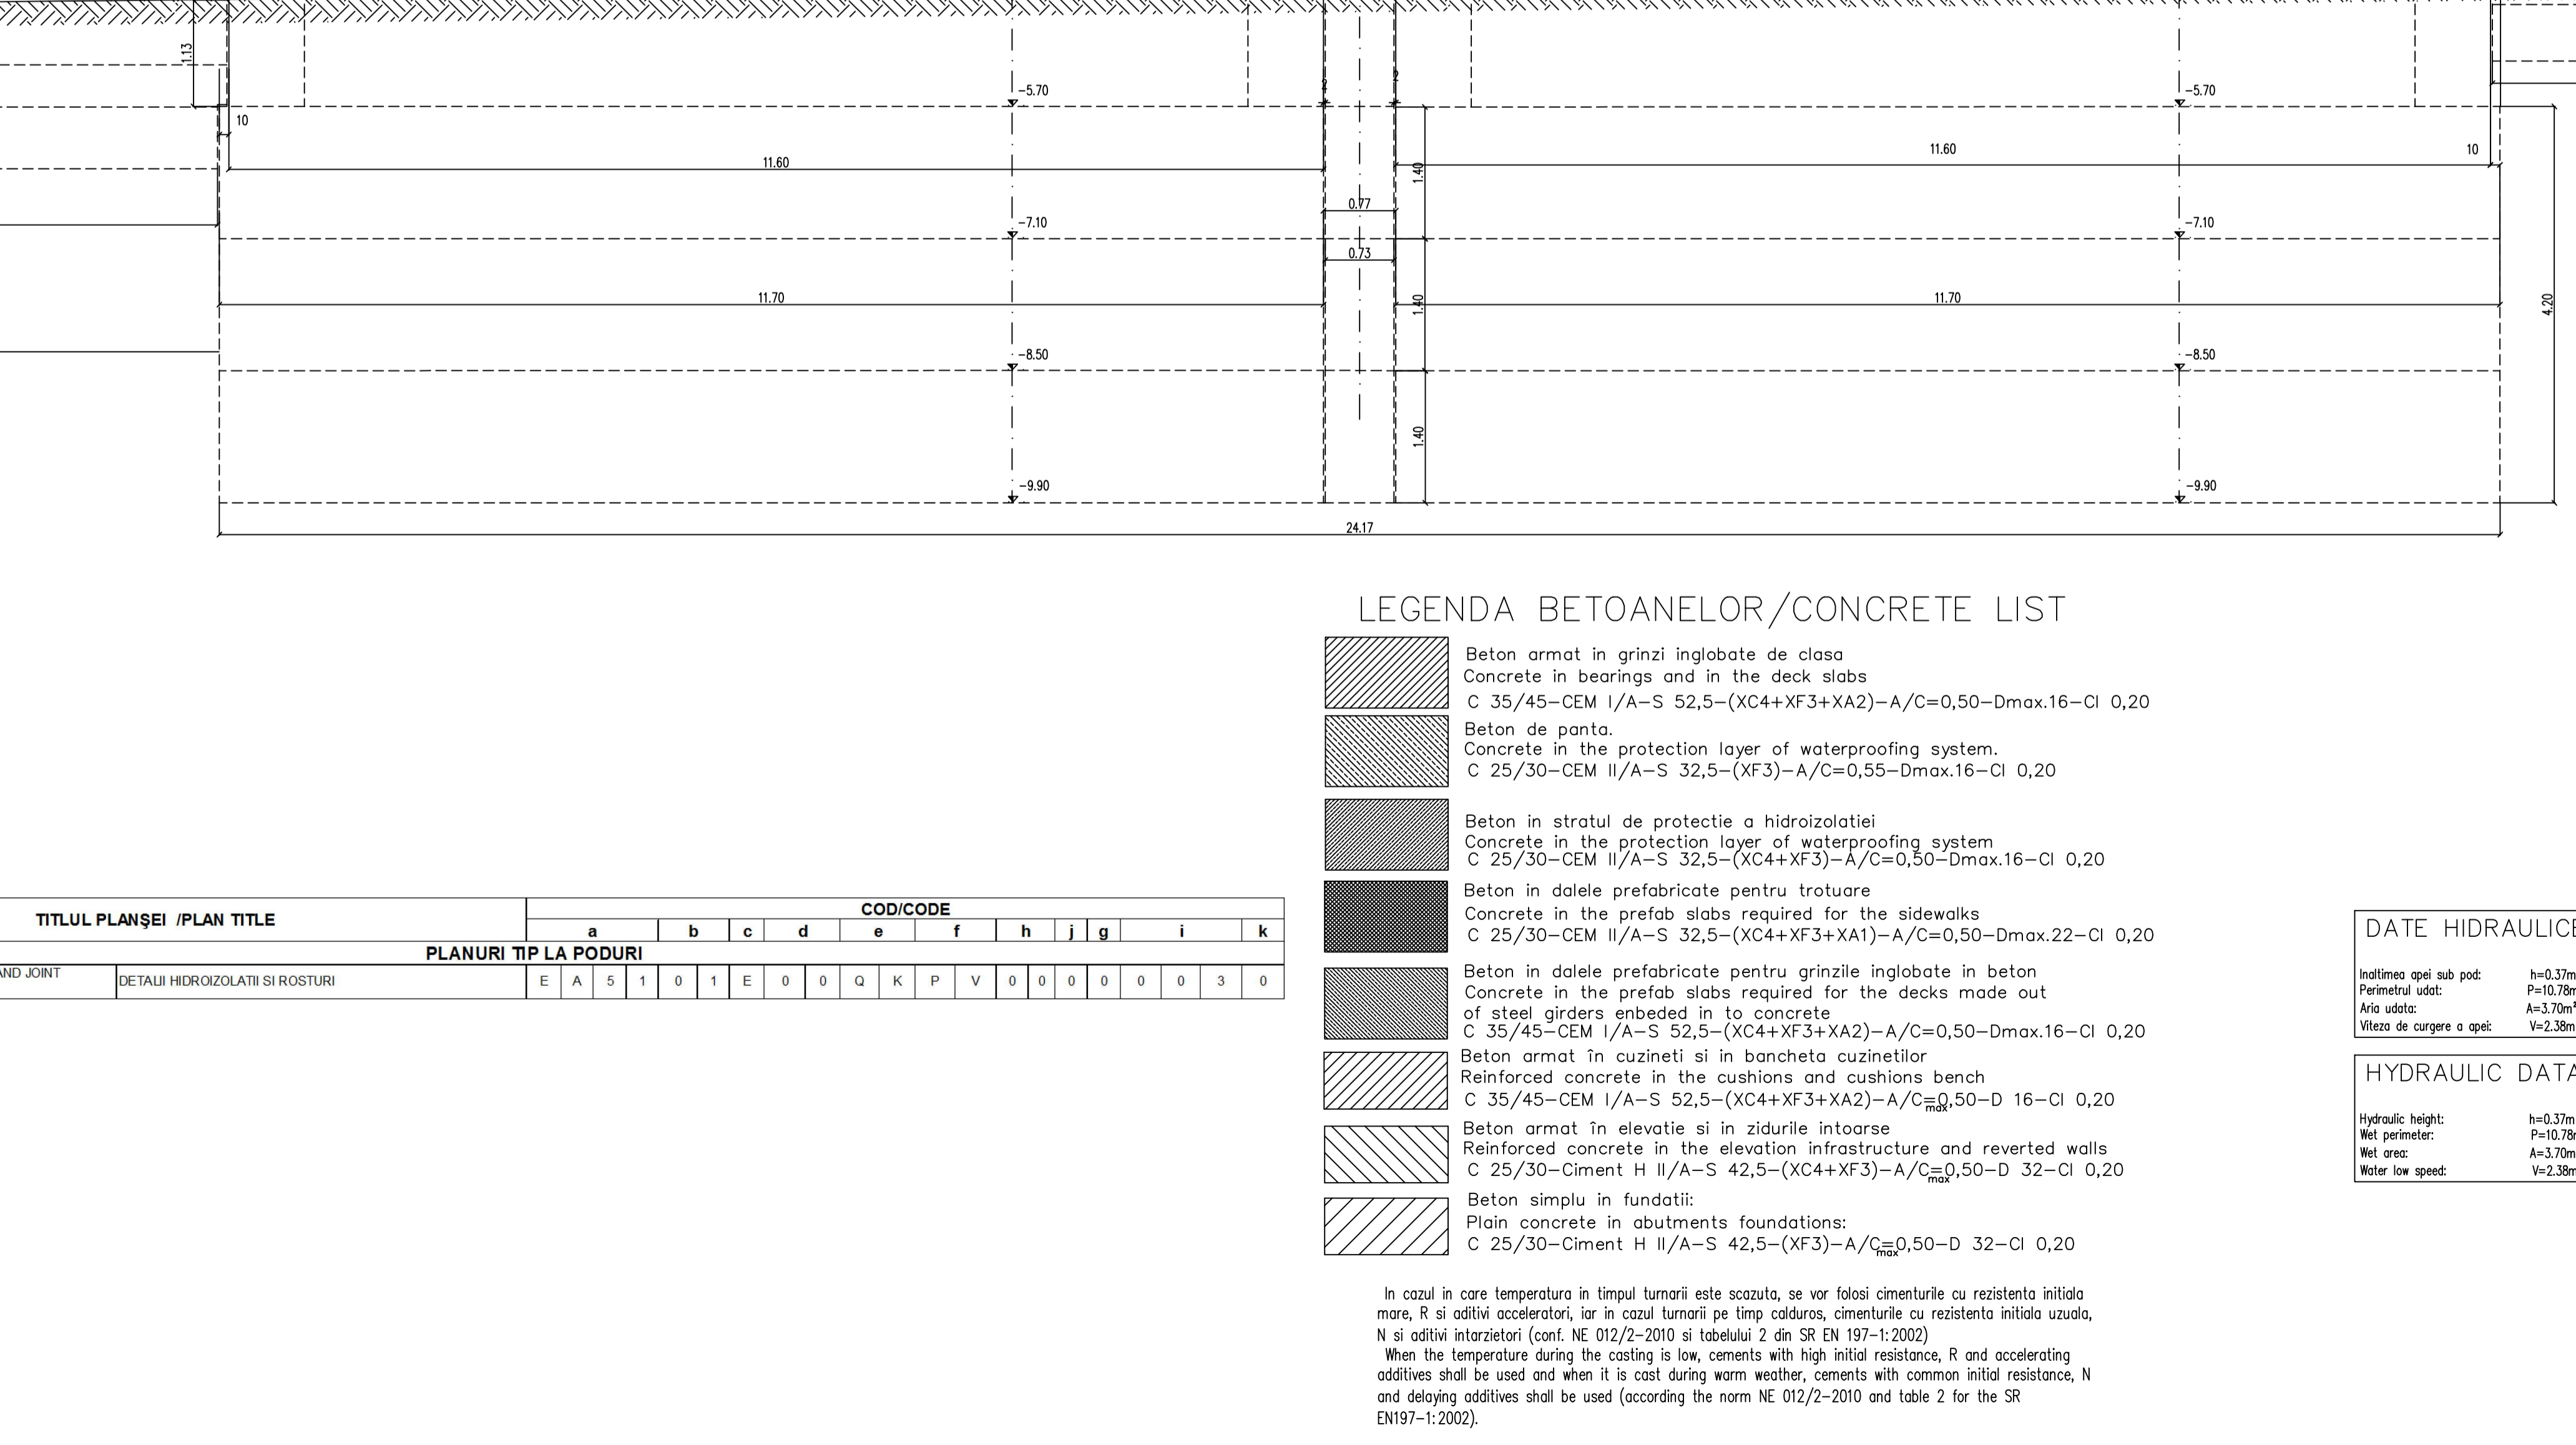 1.13
2
2
-5.70
-5.70
10
11.60
11.60
10
1.40
0.77
-7.10
-7.10
0.73
11.70
11.70
1.40
4.20
-8.50
-8.50
1.40
-9.90
-9.90
24.17
LEGENDA BETOANELOR/CONCRETE LIST
Beton armat in grinzi inglobate de clasa
Concrete in bearings and in the deck slabs
C 35/45-CEM I/A-S 52,5-(XC4+XF3+XA2)-A/C=0,50-Dmax.16-Cl 0,20
Beton de panta.
Concrete in the protection layer of waterproofing system.
C 25/30-CEM II/A-S 32,5-(XF3)-A/C=0,55-Dmax.16-Cl 0,20
Beton in stratul de protectie a hidroizolatiei
Concrete in the protection layer of waterproofing system
C 25/30-CEM II/A-S 32,5-(XC4+XF3)-A/C=0,50-Dmax.16-Cl 0,20
Beton in dalele prefabricate pentru trotuare
Concrete in the prefab slabs required for the sidewalks
C 25/30-CEM II/A-S 32,5-(XC4+XF3+XA1)-A/C=0,50-Dmax.22-Cl 0,20
Beton in dalele prefabricate pentru grinzile inglobate in beton
Concrete in the prefab slabs required for the decks made out
of steel girders enbeded in to concrete
C 35/45-CEM I/A-S 52,5-(XC4+XF3+XA2)-A/C=0,50-Dmax.16-Cl 0,20
Beton armat în cuzineti si in bancheta cuzinetilor
Reinforced concrete in the cushions and cushions bench
C 35/45-CEM I/A-S 52,5-(XC4+XF3+XA2)-A/C=0,50-D 16-Cl 0,20
max
Beton armat în elevatie si in zidurile intoarse
Reinforced concrete in the elevation infrastructure and reverted walls
C 25/30-Ciment H II/A-S 42,5-(XC4+XF3)-A/C=0,50-D 32-Cl 0,20
max
Beton simplu in fundatii:
Plain concrete in abutments foundations:
C 25/30-Ciment H II/A-S 42,5-(XF3)-A/C=0,50-D 32-Cl 0,20
max
In cazul in care temperatura in timpul turnarii este scazuta, se vor folosi cimenturile cu rezistenta initiala
mare, R si aditivi acceleratori, iar in cazul turnarii pe timp calduros, cimenturile cu rezistenta initiala uzuala,
N si aditivi intarzietori (conf. NE 012/2-2010 si tabelului 2 din SR EN 197-1:2002)
When the temperature during the casting is low, cements with high initial resistance, R and accelerating
additives shall be used and when it is cast during warm weather, cements with common initial resistance, N
and delaying additives shall be used (according the norm NE 012/2-2010 and table 2 for the SR
EN197-1:2002).
TITLUL PLANŞEI /PLAN TITLE
COD/CODE
a b c d e f h j g i k
PLANURI TIP LA PODURI
AND JOINT
DETALII HIDROIZOLATII SI ROSTURI
E A 5 1 0 1 E 0 0 Q K P V 0 0 0 0 0 0 3 0
DATE HIDRAULICE
Inaltimea apei sub pod: h=0.37m
Perimetrul udat: P=10.78m
Aria udata: A=3.70m²
Viteza de curgere a apei: V=2.38m
HYDRAULIC DATA
Hydraulic height: h=0.37m
Wet perimeter: P=10.78m
Wet area: A=3.70m
Water low speed: V=2.38m